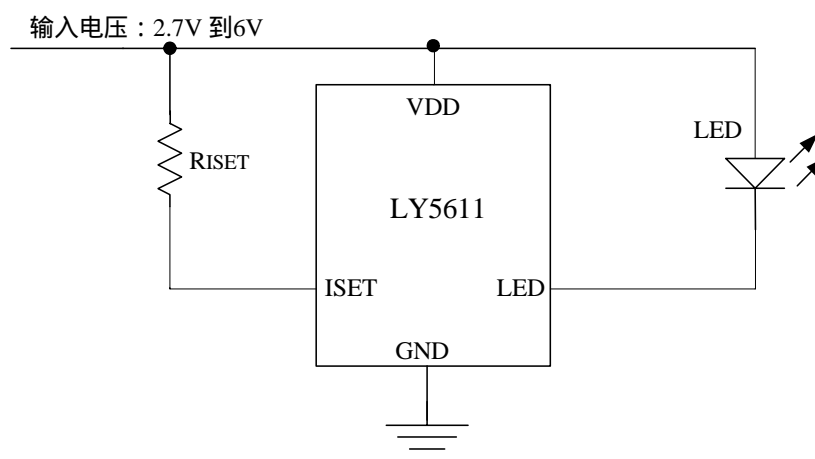 输入电压：2.7V 到6V
VDD
LED
RISET
LY5611
ISET
LED
GND